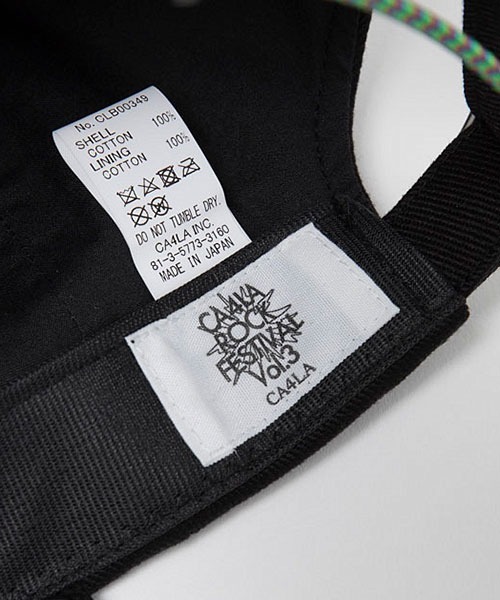 No. CLB00349
SHELL
COTTON 100%
LINING
COTTON 100%
DO NOT TUMBLE DRY.
CA4LA INC.
81-3-5773-3160
MADE IN JAPAN
CA4LA
ROCK
FESTIVAL
Vol.3
CA4LA